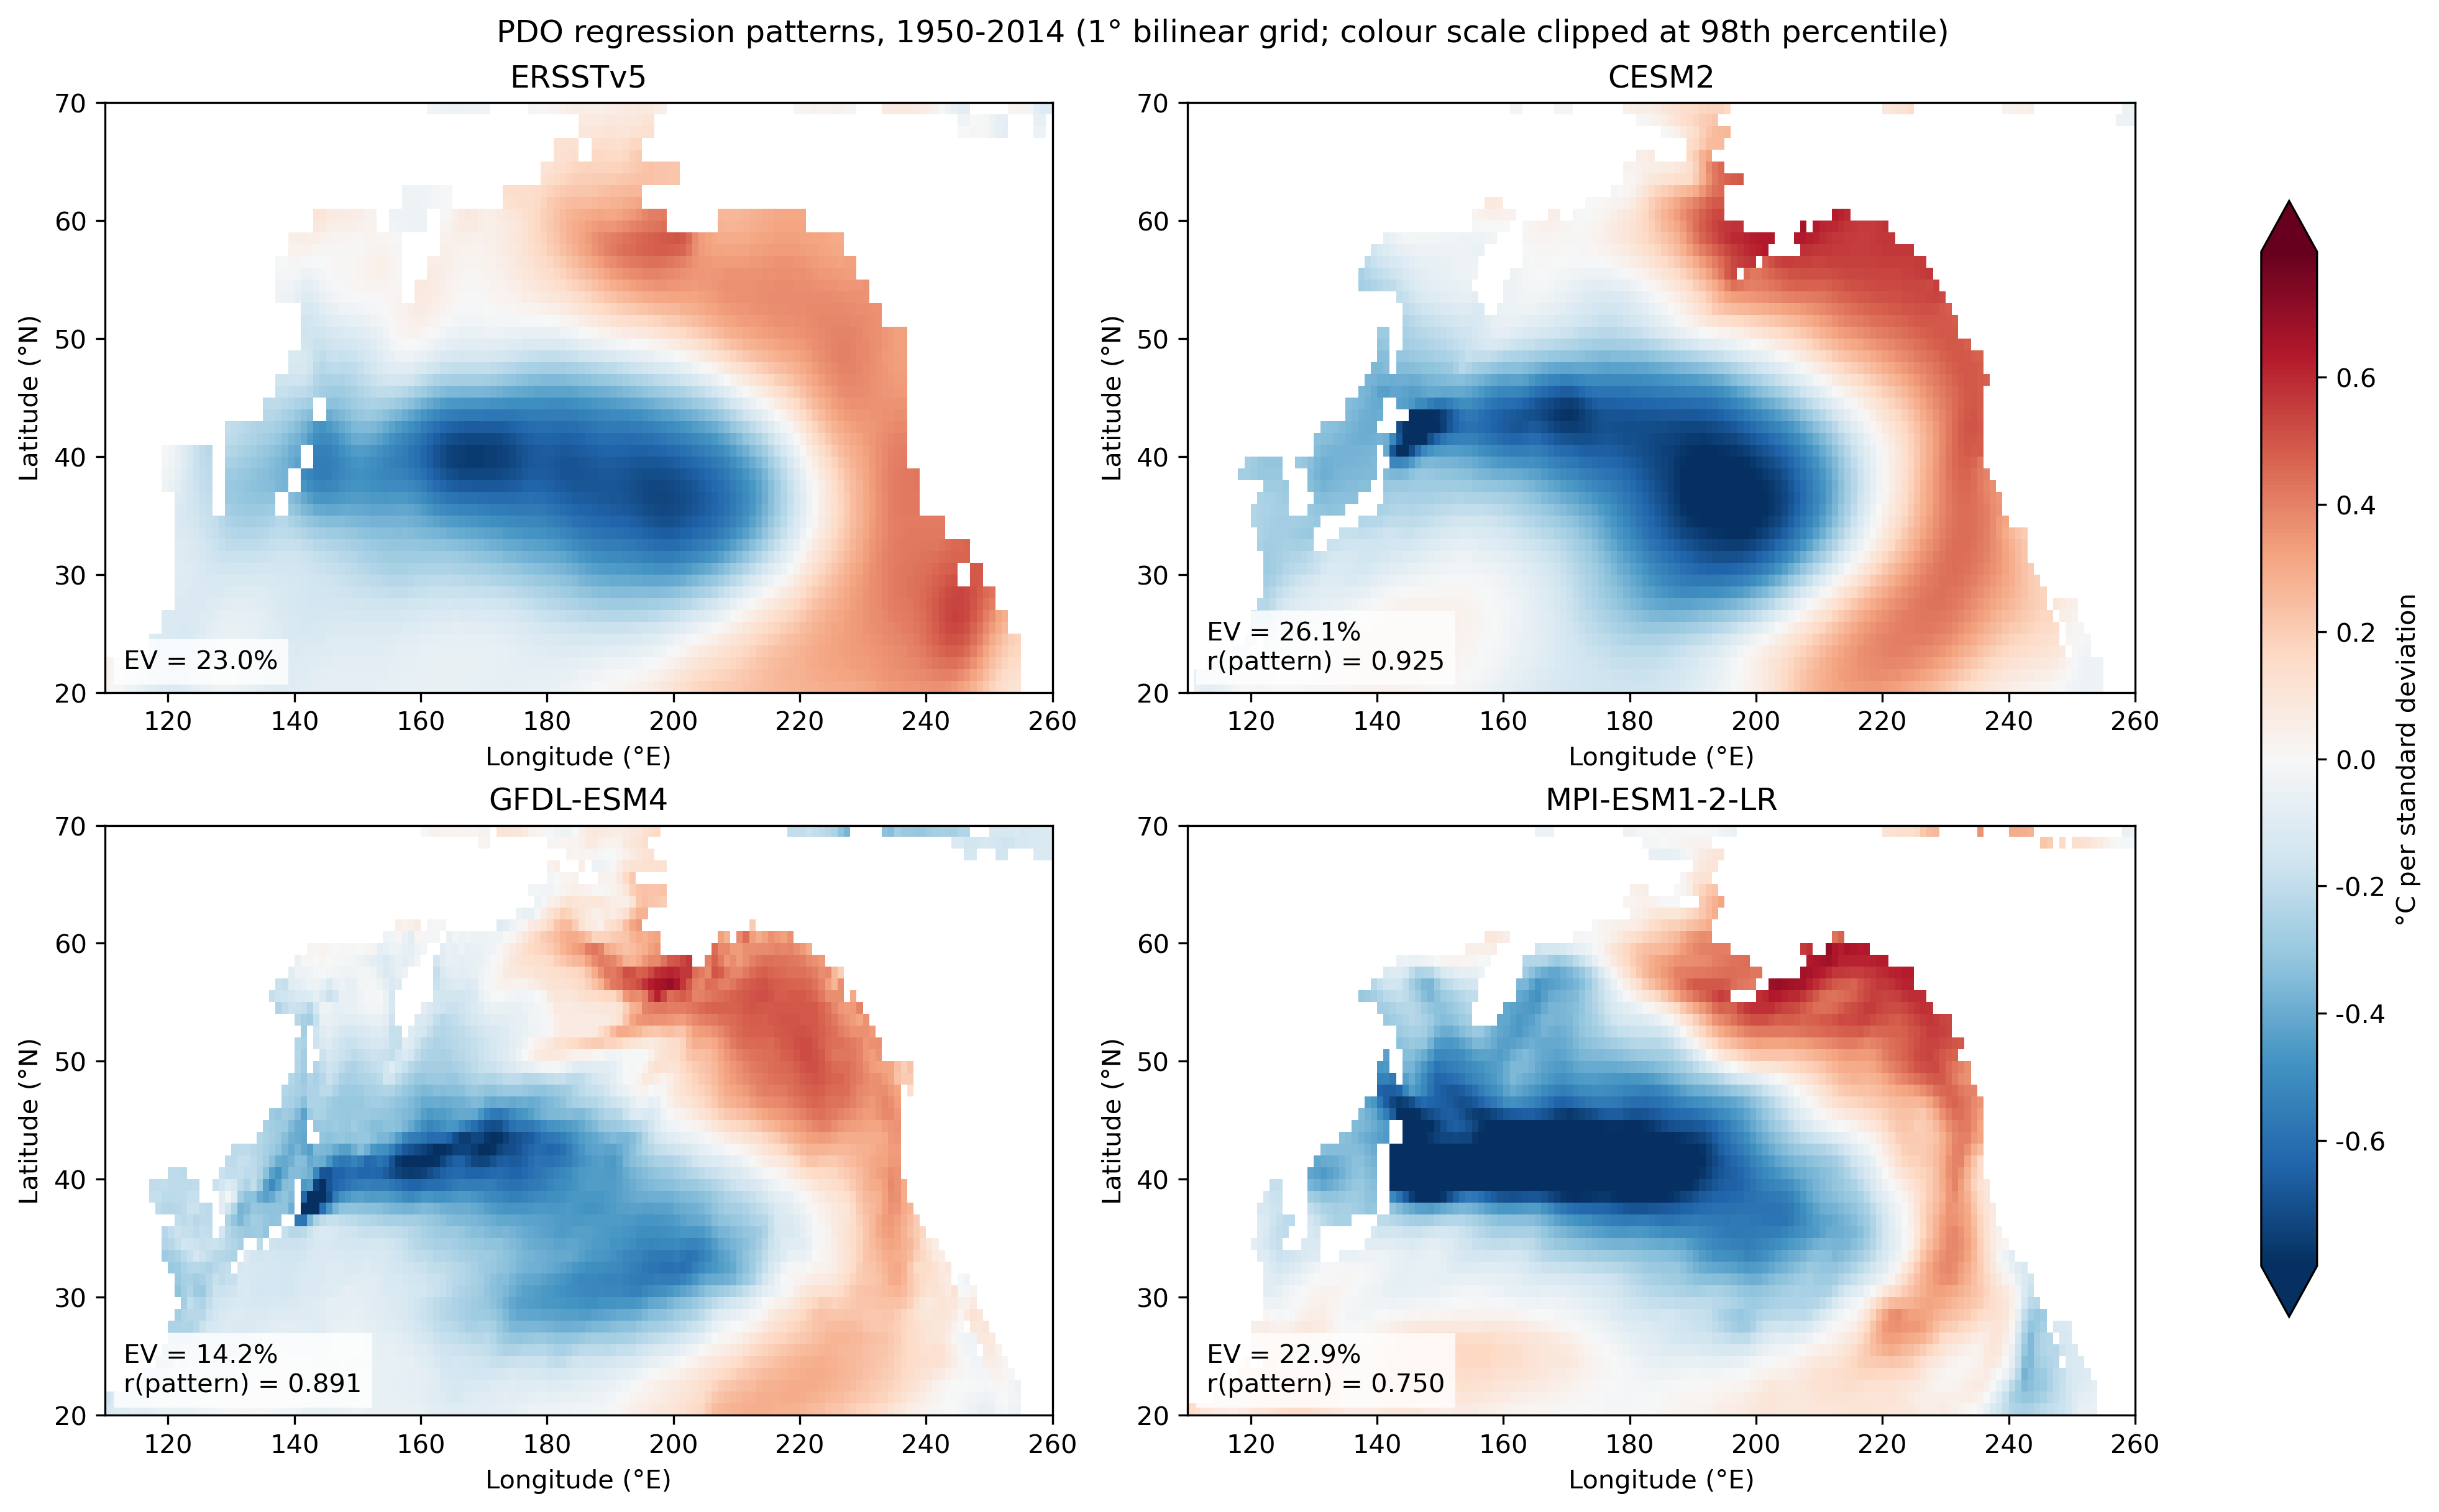 PDO regression patterns, 1950-2014 (1° bilinear grid; colour scale clipped at 98th percentile)
ERSSTv5
70
60
50
40
30
20
Latitude (°N)
EV = 23.0%
120 140 160 180 200 220 240 260
Longitude (°E)
CESM2
70
60
50
40
30
20
Latitude (°N)
EV = 26.1%
r(pattern) = 0.925
120 140 160 180 200 220 240 260
Longitude (°E)
GFDL-ESM4
70
60
50
40
30
20
Latitude (°N)
EV = 14.2%
r(pattern) = 0.891
120 140 160 180 200 220 240 260
Longitude (°E)
MPI-ESM1-2-LR
70
60
50
40
30
20
Latitude (°N)
EV = 22.9%
r(pattern) = 0.750
120 140 160 180 200 220 240 260
Longitude (°E)
0.6
0.4
0.2
0.0
-0.2
-0.4
-0.6
°C per standard deviation